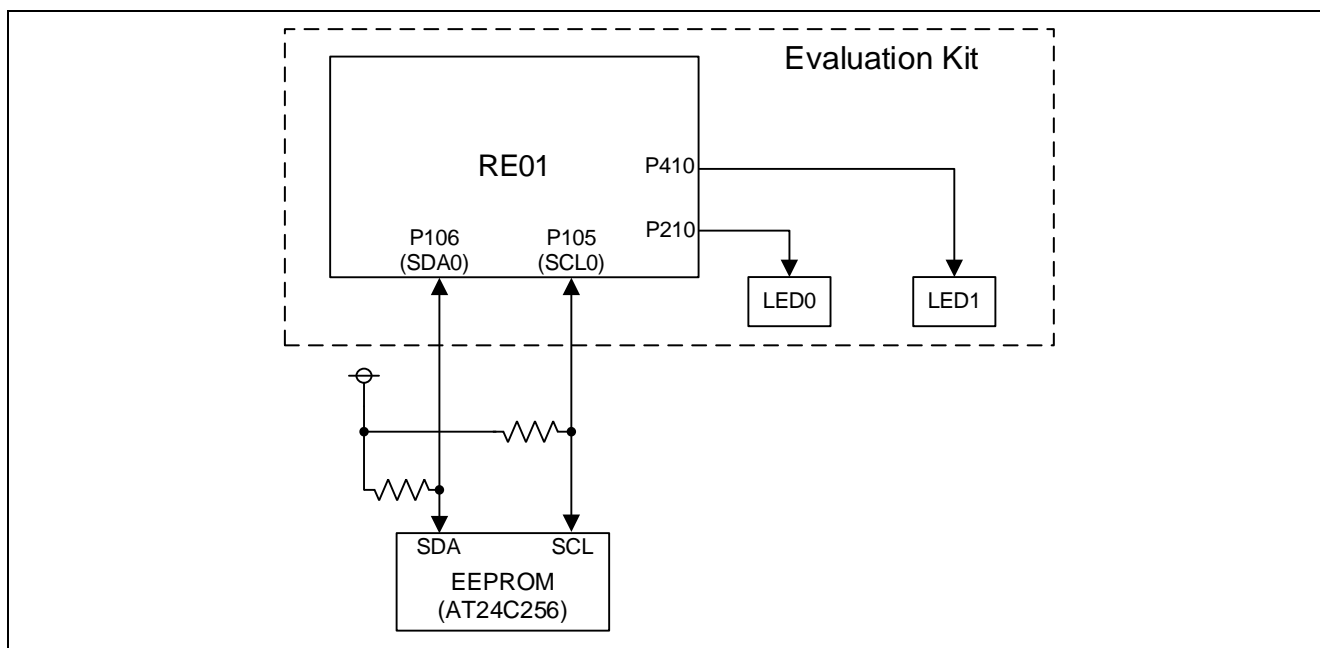 Evaluation Kit
RE01
P410
P210
P106
(SDA0)
P105
(SCL0)
LED0
LED1
SDA
SCL
EEPROM
(AT24C256)